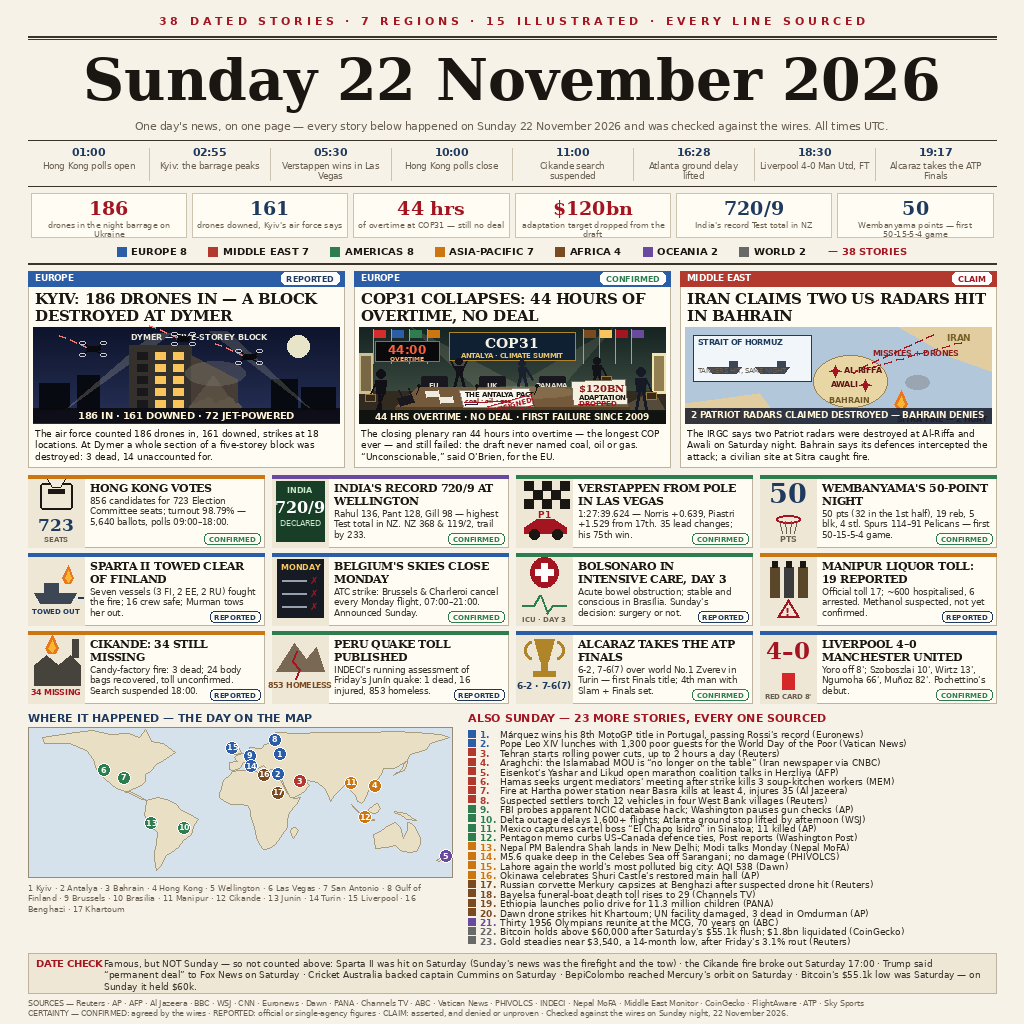 38 DATED STORIES · 7 REGIONS · 15 ILLUSTRATED · EVERY LINE SOURCED
Sunday 22 November 2026
One day's news, on one page — every story below happened on Sunday 22 November 2026 and was checked against the wires. All times UTC.
01:00
Hong Kong polls open
02:55
Kyiv: the barrage peaks
05:30
Verstappen wins in Las
Vegas
10:00
Hong Kong polls close
11:00
Cikande search
suspended
16:28
Atlanta ground delay
lifted
18:30
Liverpool 4-0 Man Utd, FT
19:17
Alcaraz takes the ATP
Finals
186
drones in the night barrage on
Ukraine
161
drones downed, Kyiv's air force says
44 hrs
of overtime at COP31 — still no deal
$120bn
adaptation target dropped from the
draft
720/9
India's record Test total in NZ
50
Wembanyama points — first
50-15-5-4 game
EUROPE 8
MIDDLE EAST 7
AMERICAS 8
ASIA-PACIFIC 7
AFRICA 4
OCEANIA 2
WORLD 2
— 38 STORIES
EUROPE
REPORTED
KYIV: 186 DRONES IN — A BLOCK
DESTROYED AT DYMER
DYMER — FIVE-STOREY BLOCK
186 IN · 161 DOWNED · 72 JET-POWERED
The air force counted 186 drones in, 161 downed, strikes at 18
locations. At Dymer a whole section of a five-storey block was
destroyed: 3 dead, 14 unaccounted for.
EUROPE
CONFIRMED
COP31 COLLAPSES: 44 HOURS OF
OVERTIME, NO DEAL
44:00
OVERTIME
COP31
ANTALYA · CLIMATE SUMMIT
EU
UK
PANAMA
THE ANTALYA PACT
$120BN
ADAPTATION
DROPPED
44 HRS OVERTIME · NO DEAL · FIRST FAILURE SINCE 2009
The closing plenary ran 44 hours into overtime — the longest COP
ever — and still failed: the draft never named coal, oil or gas.
“Unconscionable,” said O'Brien, for the EU.
MIDDLE EAST
CLAIM
IRAN CLAIMS TWO US RADARS HIT
IN BAHRAIN
STRAIT OF HORMUZ
IRAN
MISSILES + DRONES
AL-RIFFA
AWALI
BAHRAIN
2 PATRIOT RADARS CLAIMED DESTROYED — BAHRAIN DENIES
The IRGC says two Patriot radars were destroyed at Al-Riffa and
Awali on Saturday night. Bahrain says its defences intercepted the
attack; a civilian site at Sitra caught fire.
723
SEATS
HONG KONG VOTES
856 candidates for 723 Election
Committee seats; turnout 98.79% —
5,640 ballots, polls 09:00–18:00.
CONFIRMED
INDIA
720/9
DECLARED
INDIA'S RECORD 720/9 AT
WELLINGTON
Rahul 136, Pant 128, Gill 98 — highest
Test total in NZ. NZ 368 & 119/2, trail
by 233.
CONFIRMED
P1
VERSTAPPEN FROM POLE
IN LAS VEGAS
1:27:39.624 — Norris +0.639, Piastri
+1.529 from 17th. 35 lead changes;
his 75th win.
CONFIRMED
50
PTS
WEMBANYAMA'S 50-POINT
NIGHT
50 pts (32 in the 1st half), 19 reb, 5
blk, 4 stl. Spurs 114–91 Pelicans — first
50-15-5-4 game.
CONFIRMED
TOWED OUT
SPARTA II TOWED CLEAR
OF FINLAND
Seven vessels (3 FI, 2 EE, 2 RU) fought
the fire; 16 crew safe; Murman tows
her out.
REPORTED
MONDAY
✗
✗
✗
BELGIUM'S SKIES CLOSE
MONDAY
ATC strike: Brussels & Charleroi cancel
every Monday flight, 07:00–21:00.
Announced Sunday.
CONFIRMED
ICU · DAY 3
BOLSONARO IN
INTENSIVE CARE, DAY 3
Acute bowel obstruction; stable and
conscious in Brasília. Sunday's
decision: surgery or not.
REPORTED
!
MANIPUR LIQUOR TOLL:
19 REPORTED
Official toll 17; ~600 hospitalised, 6
arrested. Methanol suspected, not yet
confirmed.
REPORTED
34 MISSING
CIKANDE: 34 STILL
MISSING
Candy-factory fire: 3 dead; 24 body
bags recovered, toll unconfirmed.
Search suspended 18:00.
REPORTED
853 HOMELESS
PERU QUAKE TOLL
PUBLISHED
INDECI's running assessment of
Friday's Junín quake: 1 dead, 16
injured, 853 homeless.
REPORTED
6-2 · 7-6(7)
ALCARAZ TAKES THE ATP
FINALS
6-2, 7-6(7) over world No.1 Zverev in
Turin — first Finals title; 4th man with
Slam + Finals set.
CONFIRMED
4–0
RED CARD 8'
LIVERPOOL 4–0
MANCHESTER UNITED
Yoro off 8'; Szoboszlai 10', Wirtz 13',
Ngumoha 66', Muñoz 82'. Pochettino's
debut.
CONFIRMED
WHERE IT HAPPENED — THE DAY ON THE MAP
15
8
9
1
14
16
2
6
7
3
17
11
4
13
10
12
5
1 Kyiv · 2 Antalya · 3 Bahrain · 4 Hong Kong · 5 Wellington · 6 Las Vegas · 7 San Antonio · 8 Gulf of
Finland · 9 Brussels · 10 Brasília · 11 Manipur · 12 Cikande · 13 Junín · 14 Turin · 15 Liverpool · 16
Benghazi · 17 Khartoum
ALSO SUNDAY — 23 MORE STORIES, EVERY ONE SOURCED
1. Márquez wins his 8th MotoGP title in Portugal, passing Rossi's record (Euronews)
2. Pope Leo XIV lunches with 1,300 poor guests for the World Day of the Poor (Vatican News)
3. Tehran starts rolling power cuts, up to 2 hours a day (Reuters)
4. Araghchi: the Islamabad MOU is “no longer on the table” (Iran newspaper via CNBC)
5. Eisenkot's Yashar and Likud open marathon coalition talks in Herzliya (AFP)
6. Hamas seeks urgent mediators' meeting after strike kills 3 soup-kitchen workers (MEM)
7. Fire at Hartha power station near Basra kills at least 4, injures 35 (Al Jazeera)
8. Suspected settlers torch 12 vehicles in four West Bank villages (Reuters)
9. FBI probes apparent NCIC database hack; Washington pauses gun checks (AP)
10. Delta outage delays 1,600+ flights; Atlanta ground stop lifted by afternoon (WSJ)
11. Mexico captures cartel boss “El Chapo Isidro” in Sinaloa; 11 killed (AP)
12. Pentagon memo curbs US–Canada defence ties, Post reports (Washington Post)
13. Nepal PM Balendra Shah lands in New Delhi; Modi talks Monday (Nepal MoFA)
14. M5.6 quake deep in the Celebes Sea off Sarangani; no damage (PHIVOLCS)
15. Lahore again the world's most polluted big city: AQI 538 (Dawn)
16. Okinawa celebrates Shuri Castle's restored main hall (AP)
17. Russian corvette Merkury capsizes at Benghazi after suspected drone hit (Reuters)
18. Bayelsa funeral-boat death toll rises to 29 (Channels TV)
19. Ethiopia launches polio drive for 11.3 million children (PANA)
20. Dawn drone strikes hit Khartoum; UN facility damaged, 3 dead in Omdurman (AP)
21. Thirty 1956 Olympians reunite at the MCG, 70 years on (ABC)
22. Bitcoin holds above $60,000 after Saturday's $55.1k flush; $1.8bn liquidated (CoinGecko)
23. Gold steadies near $3,540, a 14-month low, after Friday's 3.1% rout (Reuters)
DATE CHECK Famous, but NOT Sunday — so not counted above: Sparta II was hit on Saturday (Sunday's news was the firefight and the tow) · the Cikande fire broke out Saturday 17:00 · Trump said
“permanent deal” to Fox News on Saturday · Cricket Australia backed captain Cummins on Saturday · BepiColombo reached Mercury's orbit on Saturday · Bitcoin's $55.1k low was Saturday — on
Sunday it held $60k.
SOURCES — Reuters · AP · AFP · Al Jazeera · BBC · WSJ · CNN · Euronews · Dawn · PANA · Channels TV · ABC · Vatican News · PHIVOLCS · INDECI · Nepal MoFA · Middle East Monitor · CoinGecko · FlightAware · ATP · Sky Sports
CERTAINTY — CONFIRMED: agreed by the wires · REPORTED: official or single-agency figures · CLAIM: asserted, and denied or unproven · Checked against the wires on Sunday night, 22 November 2026.